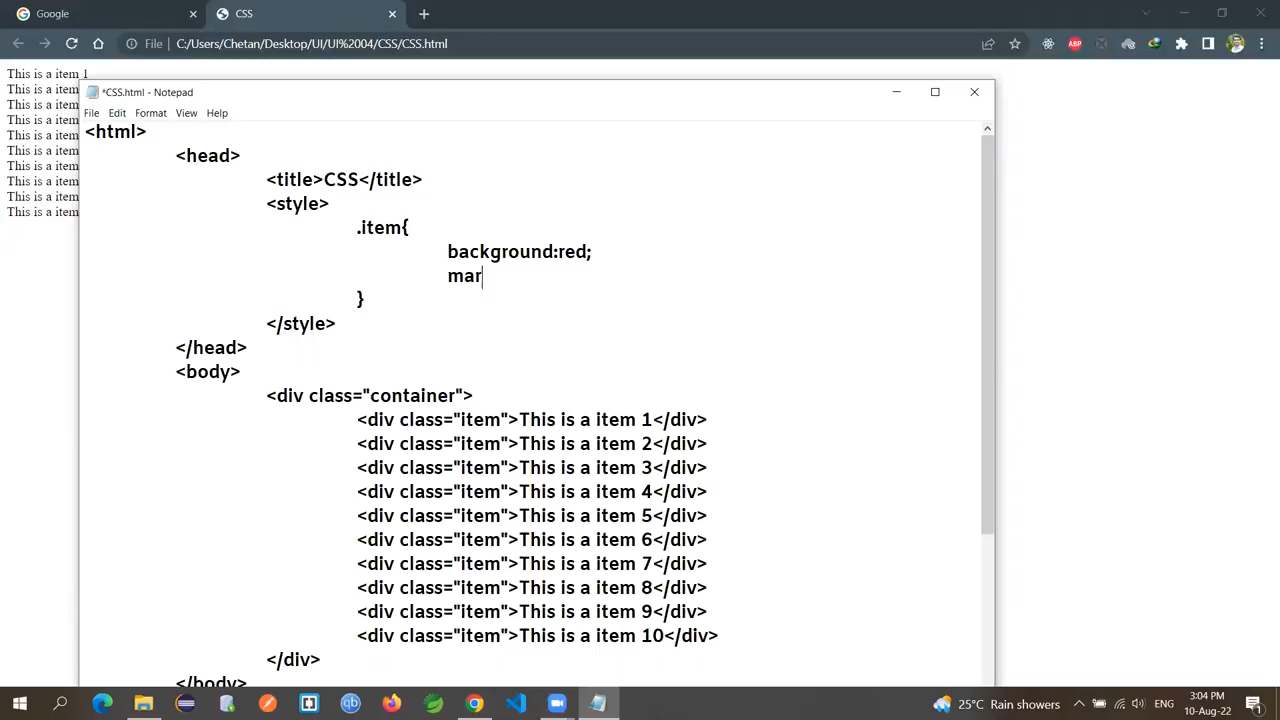 Google
CSS
File C:/Users/Chetan/Desktop/UI/UI%2004/CSS/CSS.html
ABP
This is a item 1
This is a item
This is a item
This is a item
This is a item
This is a item
This is a item
This is a item
This is a item
This is a item
*CSS.html - Notepad
File Edit Format View Help
<html>
<head>
<title>CSS</title>
<style>
.item{
background:red;
mar
}
</style>
</head>
<body>
<div class="container">
<div class="item">This is a item 1</div>
<div class="item">This is a item 2</div>
<div class="item">This is a item 3</div>
<div class="item">This is a item 4</div>
<div class="item">This is a item 5</div>
<div class="item">This is a item 6</div>
<div class="item">This is a item 7</div>
<div class="item">This is a item 8</div>
<div class="item">This is a item 9</div>
<div class="item">This is a item 10</div>
</div>
</body>
25°C Rain showers
ENG
3:04 PM
10-Aug-22